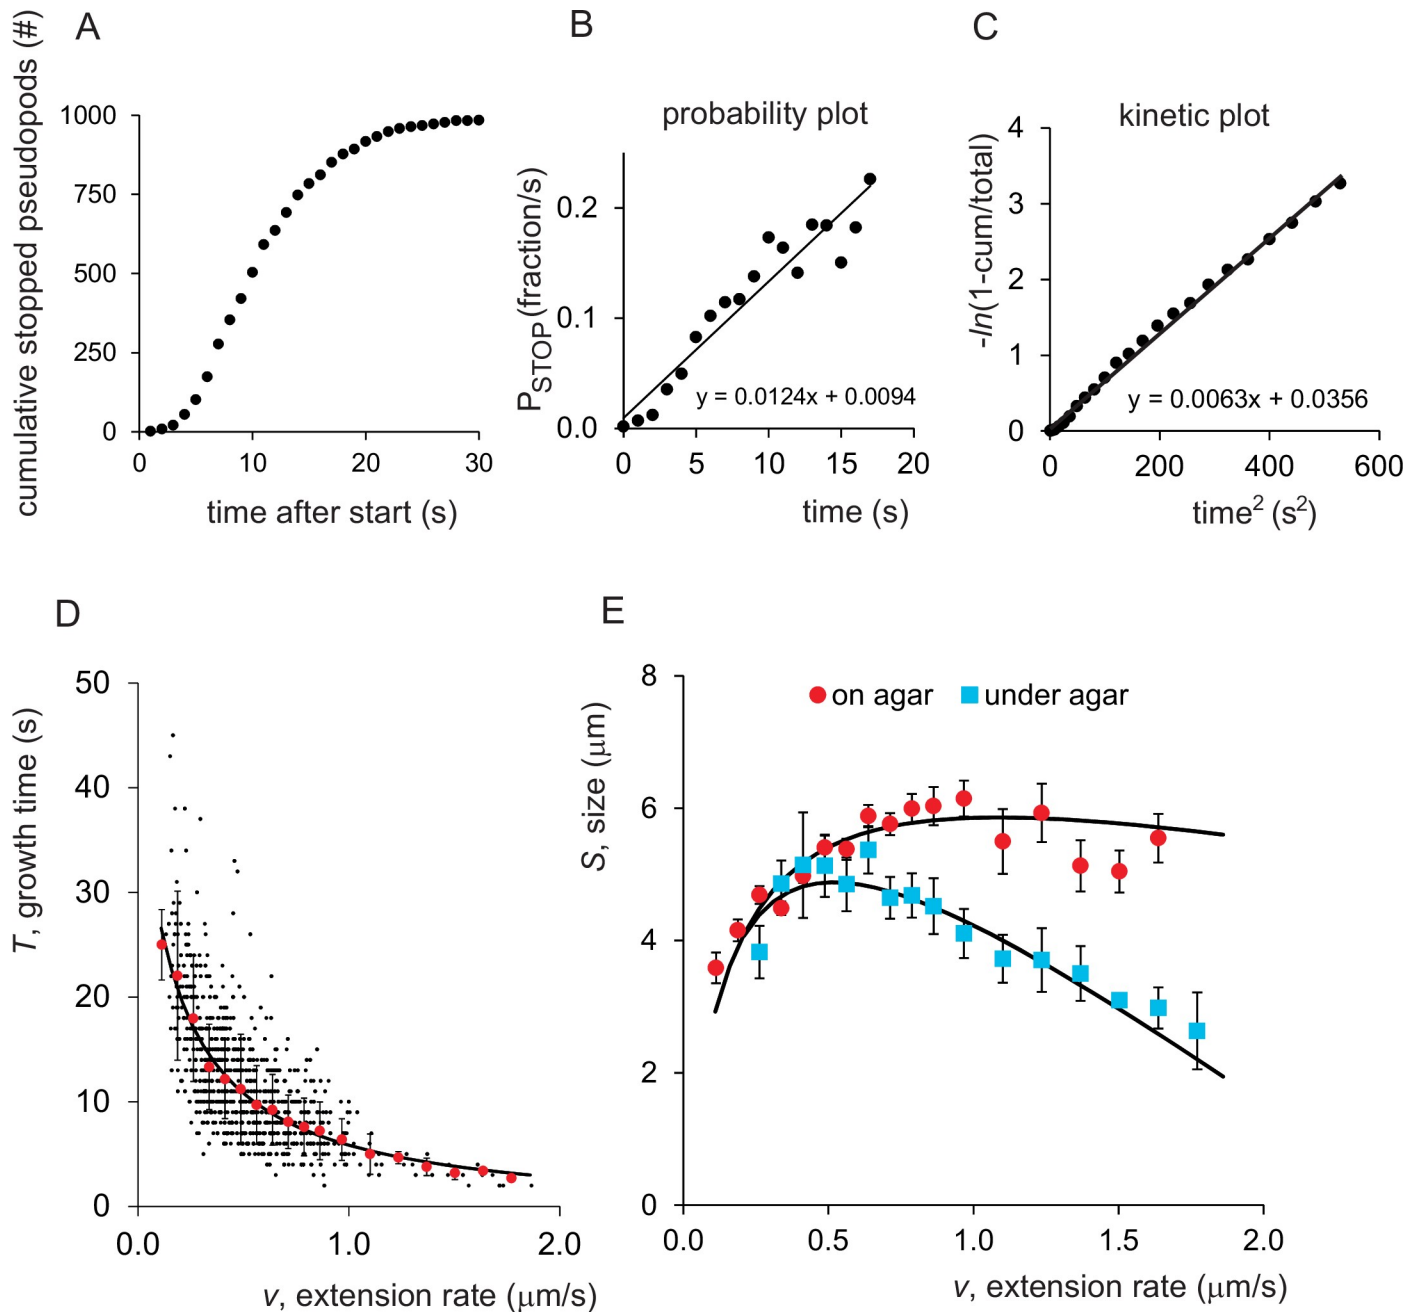 A
cumulative stopped pseudopods (#)
1000
750
500
250
0
0 10 20 30
time after start (s)
B
probability plot
P_STOP (fraction/s)
0.2
0.1
0.0
y = 0.0124x + 0.0094
0 5 10 15 20
time (s)
C
kinetic plot
-ln(1-cum/total)
4
3
2
1
0
y = 0.0063x + 0.0356
0 200 400 600
time² (s²)
D
T, growth time (s)
50
40
30
20
10
0
0.0 1.0 2.0
v, extension rate (μm/s)
E
S, size (μm)
8
6
4
2
0
on agar under agar
0.0 0.5 1.0 1.5 2.0
v, extension rate (μm/s)